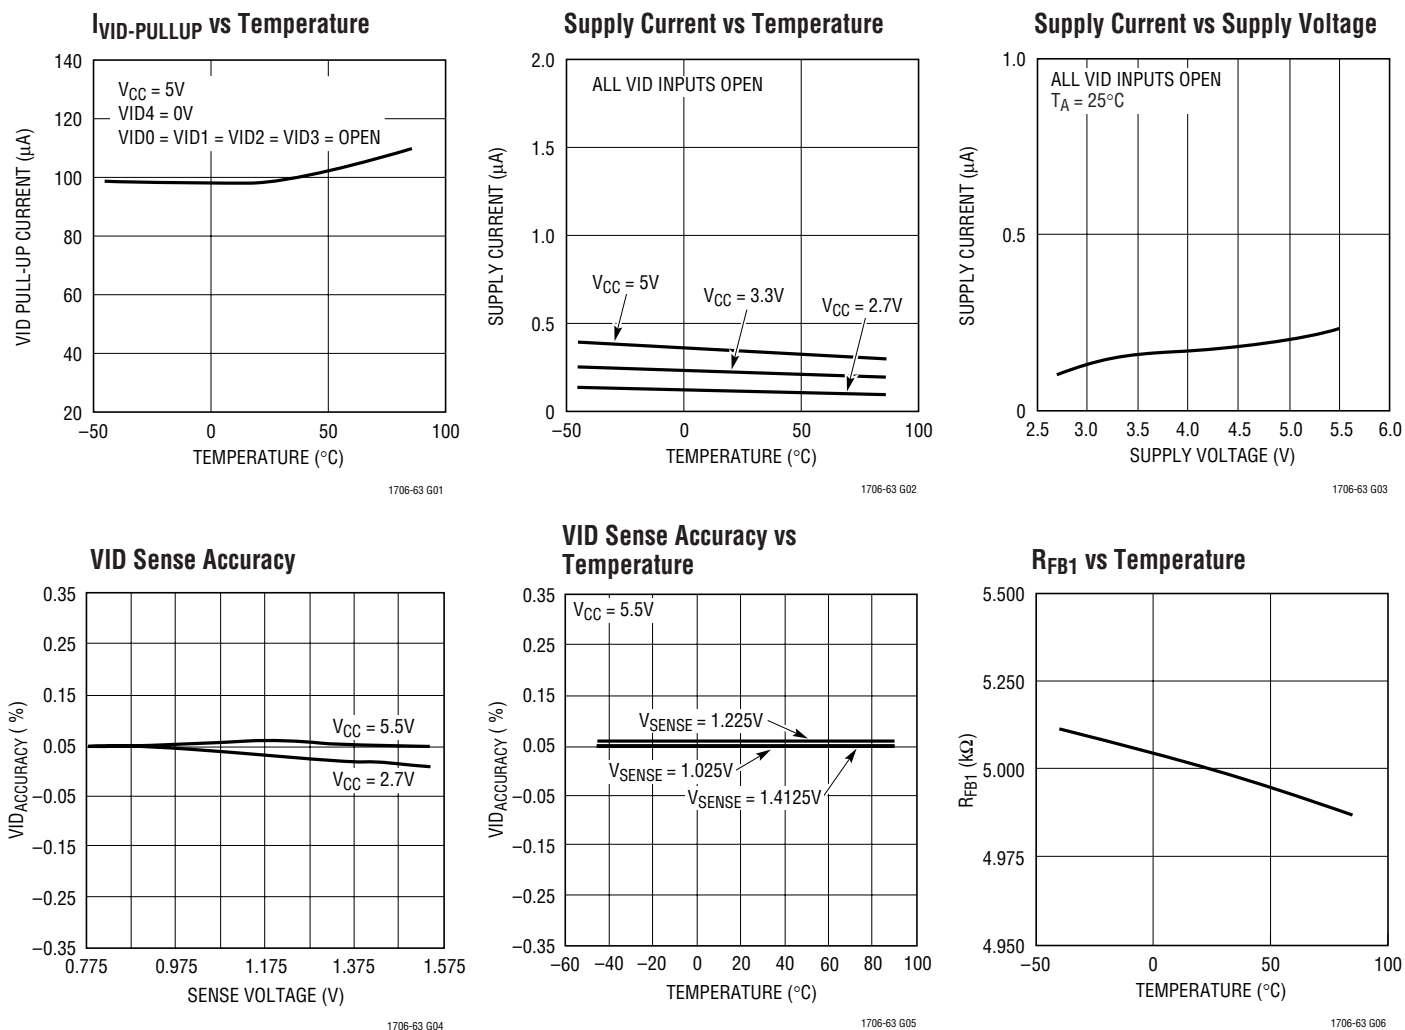 IVID-PULLUP vs Temperature
140
120
100
80
60
40
20
VID PULL-UP CURRENT (µA)
VCC = 5V
VID4 = 0V
VID0 = VID1 = VID2 = VID3 = OPEN
–50 0 50 100
TEMPERATURE (°C)
1706-63 G01
Supply Current vs Temperature
2.0
1.5
1.0
0.5
0
SUPPLY CURRENT (µA)
ALL VID INPUTS OPEN
VCC = 5V
VCC = 3.3V
VCC = 2.7V
–50 0 50 100
TEMPERATURE (°C)
1706-63 G02
Supply Current vs Supply Voltage
1.0
0.5
0
SUPPLY CURRENT (µA)
ALL VID INPUTS OPEN
TA = 25°C
2.5 3.0 3.5 4.0 4.5 5.0 5.5 6.0
SUPPLY VOLTAGE (V)
1706-63 G03
VID Sense Accuracy
0.35
0.25
0.15
0.05
–0.05
–0.15
–0.25
–0.35
VIDACCURACY (%)
VCC = 5.5V
VCC = 2.7V
0.775 0.975 1.175 1.375 1.575
SENSE VOLTAGE (V)
1706-63 G04
VID Sense Accuracy vs
Temperature
0.35
0.25
0.15
0.05
–0.05
–0.15
–0.25
–0.35
VIDACCURACY (%)
VCC = 5.5V
VSENSE = 1.225V
VSENSE = 1.025V
VSENSE = 1.4125V
–60 –40 –20 0 20 40 60 80 100
TEMPERATURE (°C)
1706-63 G05
RFB1 vs Temperature
5.500
5.250
5.000
4.975
4.950
RFB1 (kΩ)
–50 0 50 100
TEMPERATURE (°C)
1706-63 G06